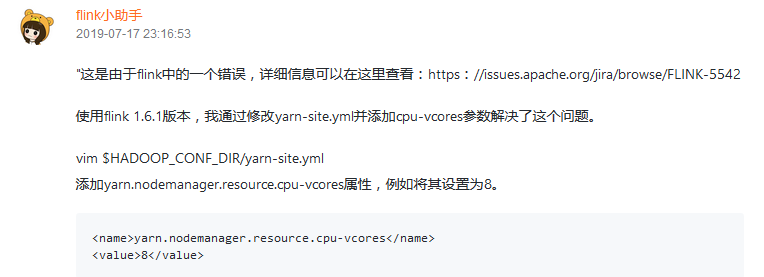 flink小助手
2019-07-17 23:16:53
"这是由于flink中的一个错误，详细信息可以在这里查看：https：//issues.apache.org/jira/browse/FLINK-5542
使用flink 1.6.1版本，我通过修改yarn-site.yml并添加cpu-vcores参数解决了这个问题。
vim $HADOOP_CONF_DIR/yarn-site.yml
添加yarn.nodemanager.resource.cpu-vcores属性，例如将其设置为8。
<name>yarn.nodemanager.resource.cpu-vcores</name>
<value>8</value>